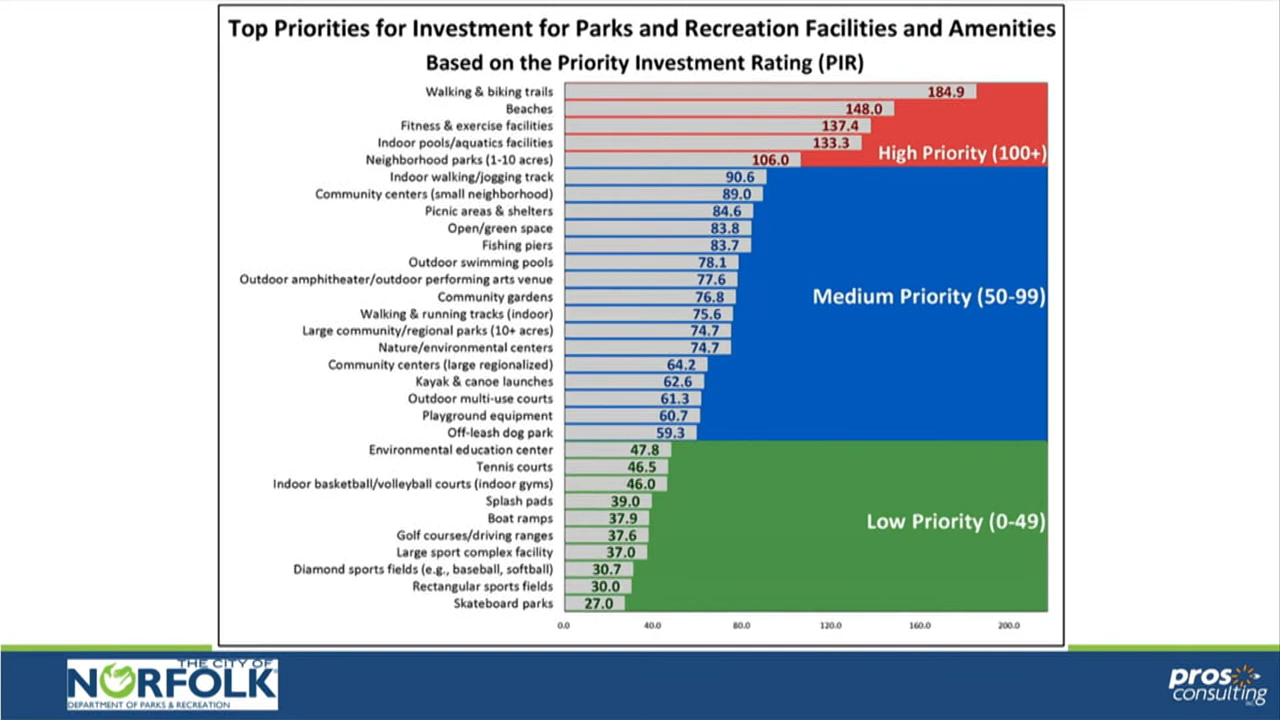 Top Priorities for Investment for Parks and Recreation Facilities and Amenities
Based on the Priority Investment Rating (PIR)
Walking & biking trails 184.9
Beaches 148.0
Fitness & exercise facilities 137.4
Indoor pools/aquatics facilities 133.3
High Priority (100+)
Neighborhood parks (1-10 acres) 106.0
Indoor walking/jogging track 90.6
Community centers (small neighborhood) 89.0
Picnic areas & shelters 84.6
Open/green space 83.8
Fishing piers 83.7
Outdoor swimming pools 78.1
Outdoor amphitheater/outdoor performing arts venue 77.6
Community gardens 76.8
Medium Priority (50-99)
Walking & running tracks (indoor) 75.6
Large community/regional parks (10+ acres) 74.7
Nature/environmental centers 74.7
Community centers (large regionalized) 64.2
Kayak & canoe launches 62.6
Outdoor multi-use courts 61.3
Playground equipment 60.7
Off-leash dog park 59.3
Environmental education center 47.8
Tennis courts 46.5
Indoor basketball/volleyball courts (indoor gyms) 46.0
Splash pads 39.0
Boat ramps 37.9
Low Priority (0-49)
Golf courses/driving ranges 37.6
Large sport complex facility 37.0
Diamond sports fields (e.g., baseball, softball) 30.7
Rectangular sports fields 30.0
Skateboard parks 27.0
0.0 40.0 80.0 120.0 160.0 200.0
THE CITY OF
NORFOLK
DEPARTMENT OF PARKS & RECREATION
pros
consulting
INC